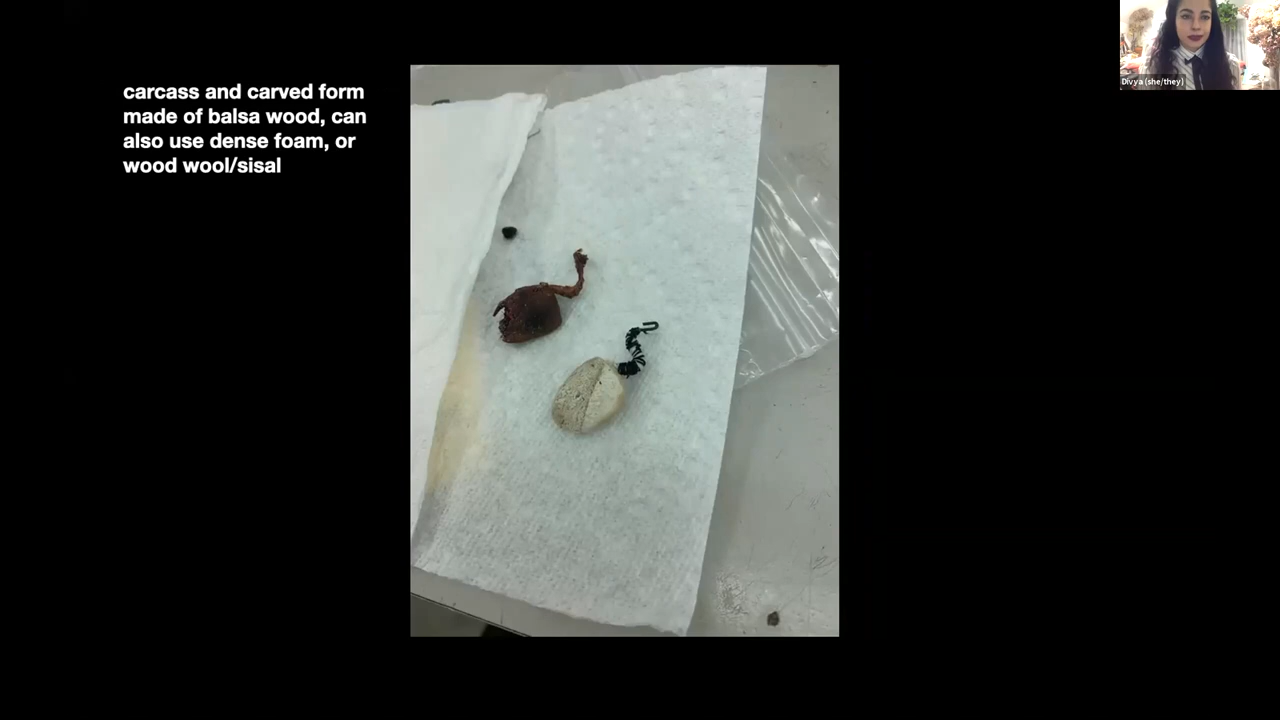 carcass and carved form
made of balsa wood, can
also use dense foam, or
wood wool/sisal
Divya (she/they)